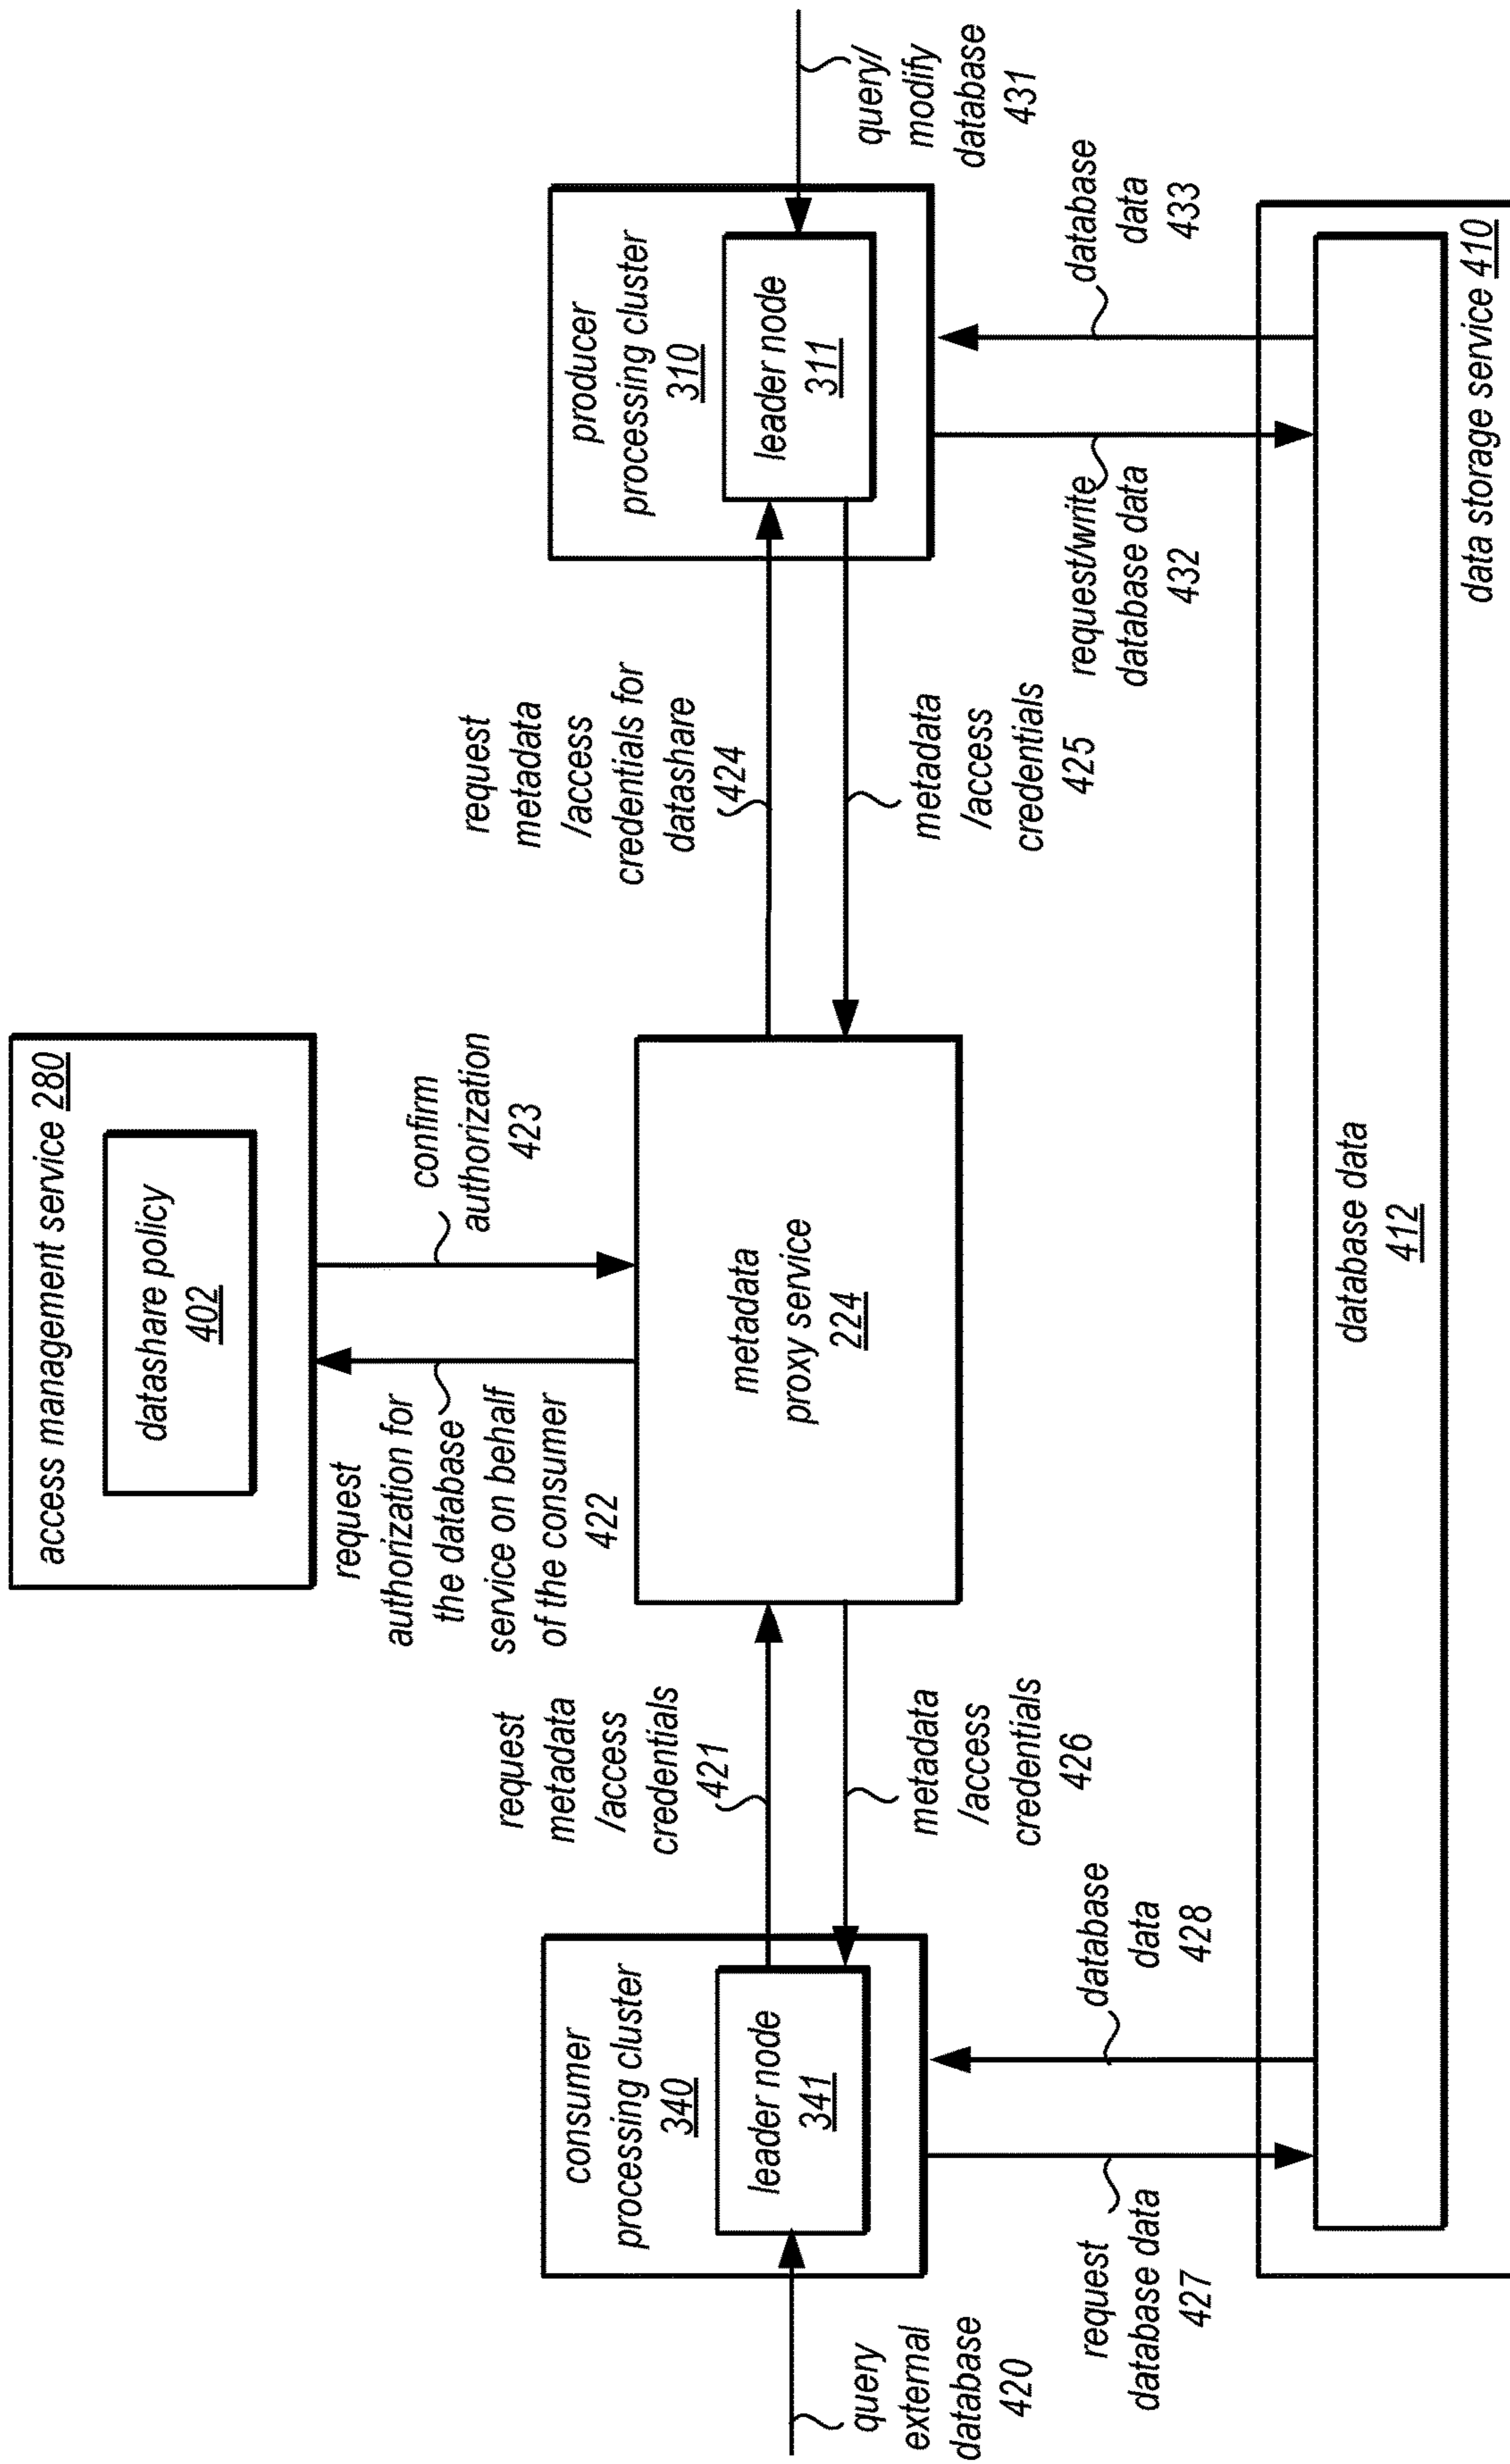 access management service 280
datashare policy
402
request
authorization for
the database
service on behalf
of the consumer
422
confirm
authorization
423
consumer
processing cluster
340
leader node
341
query
external
database
420
request
metadata
/access
credentials
421
metadata
/access
credentials
426
metadata
proxy service
224
request
metadata
/access
credentials for
datashare
424
metadata
/access
credentials
425
producer
processing cluster
310
leader node
311
query/
modify
database
431
request
database data
427
database
data
428
request/write
database data
432
database
data
433
database data
412
data storage service 410